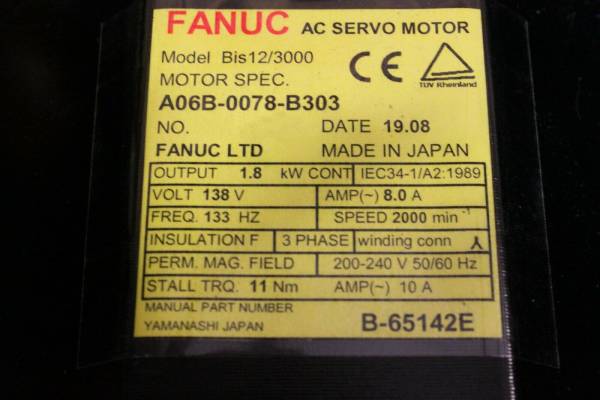 FANUC AC SERVO MOTOR
Model Bis12/3000
MOTOR SPEC.
CE
TUV Rheinland
A06B-0078-B303
NO. DATE 19.08
FANUC LTD MADE IN JAPAN
OUTPUT 1.8 kW CONT IEC34-1/A2:1989
VOLT 138 V AMP(~) 8.0 A
FREQ. 133 HZ SPEED 2000 min⁻¹
INSULATION F 3 PHASE winding conn
PERM. MAG. FIELD 200-240 V 50/60 Hz
STALL TRQ. 11 Nm AMP(~) 10 A
MANUAL PART NUMBER
YAMANASHI JAPAN B-65142E